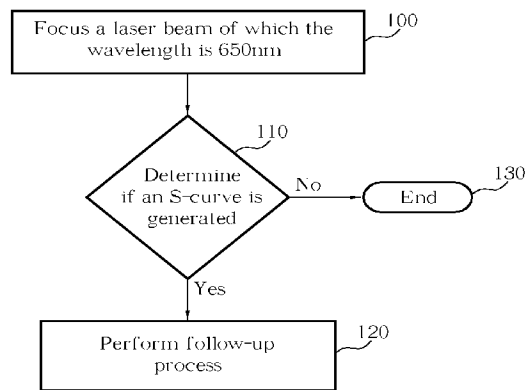 Focus a laser beam of which the
wavelength is 650nm
100
110
Determine
if an S-curve is
generated
No
End
130
Yes
Perform follow-up
process
120